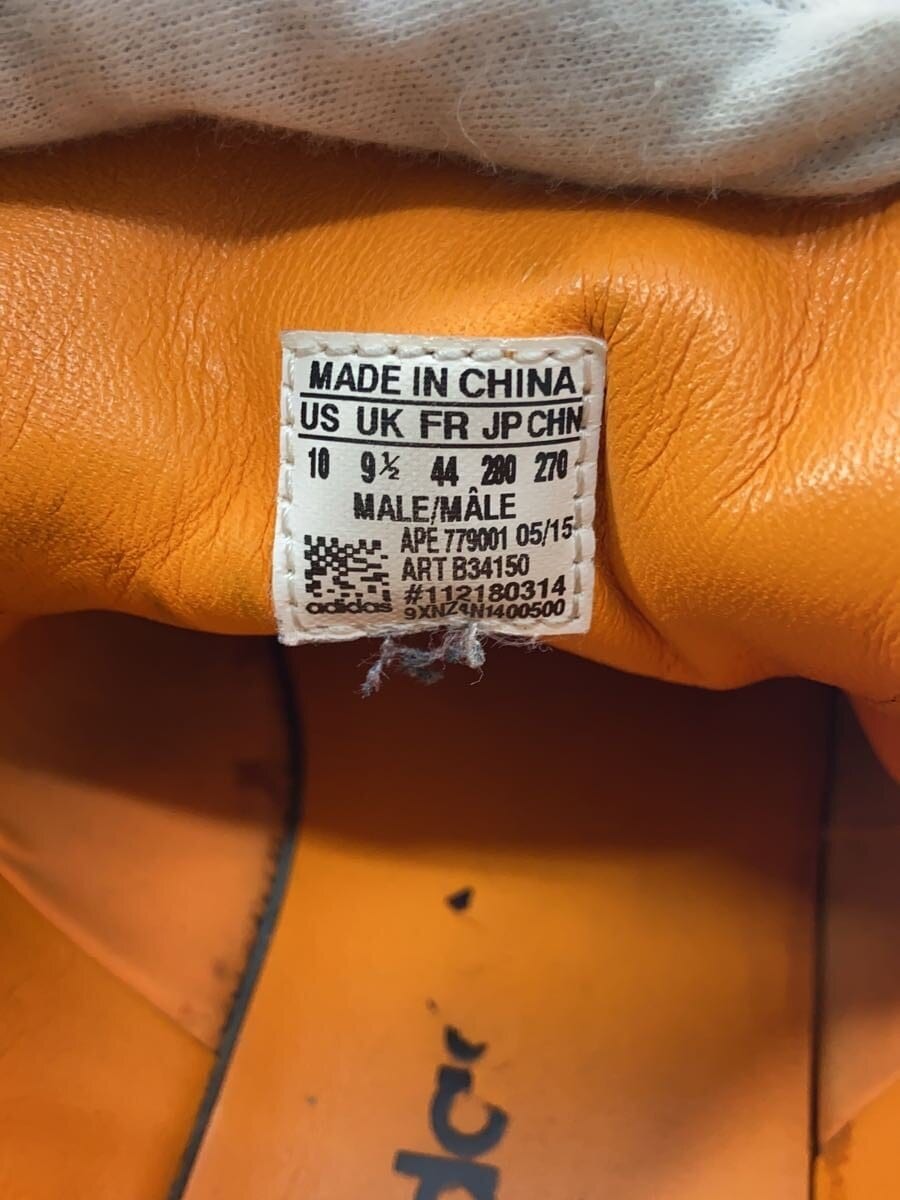 MADE IN CHINA
US UK FR JP CHN
10 9½ 44 280 270
MALE/MÂLE
APE 779001 05/15
ART B34150
#112180314
9XNZ4N1400500
adidas